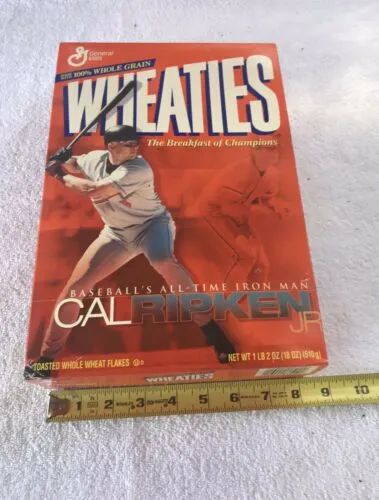 General
Mills
MADE WITH 100% WHOLE GRAIN
WHEATIES
The Breakfast of Champions
BASEBALL'S ALL-TIME IRON MAN
CAL RIPKEN JR
TOASTED WHOLE WHEAT FLAKES
NET WT 1 LB 2 OZ (18 OZ) (510g)
WHEATIES
1 2 3 4 5 6 7 8 9 10